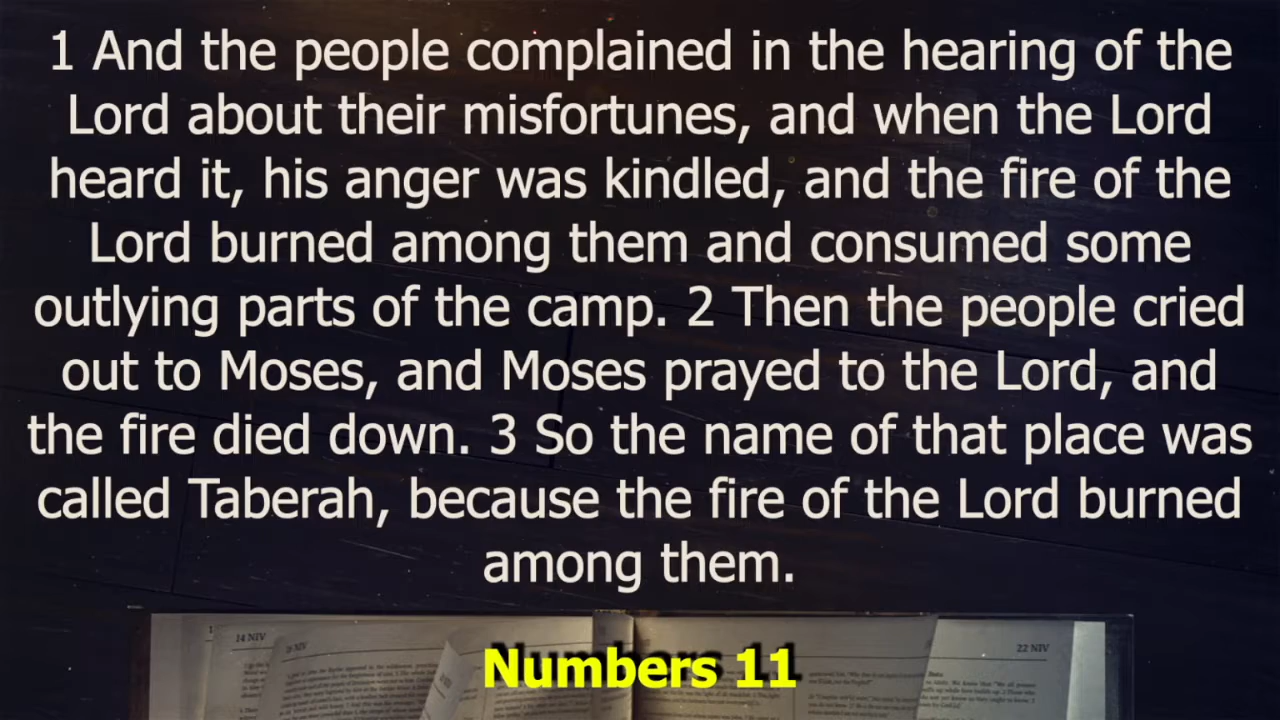 1 And the people complained in the hearing of the
Lord about their misfortunes, and when the Lord
heard it, his anger was kindled, and the fire of the
Lord burned among them and consumed some
outlying parts of the camp. 2 Then the people cried
out to Moses, and Moses prayed to the Lord, and
the fire died down. 3 So the name of that place was
called Taberah, because the fire of the Lord burned
among them.
14 NIV
22 NIV
Numbers 11